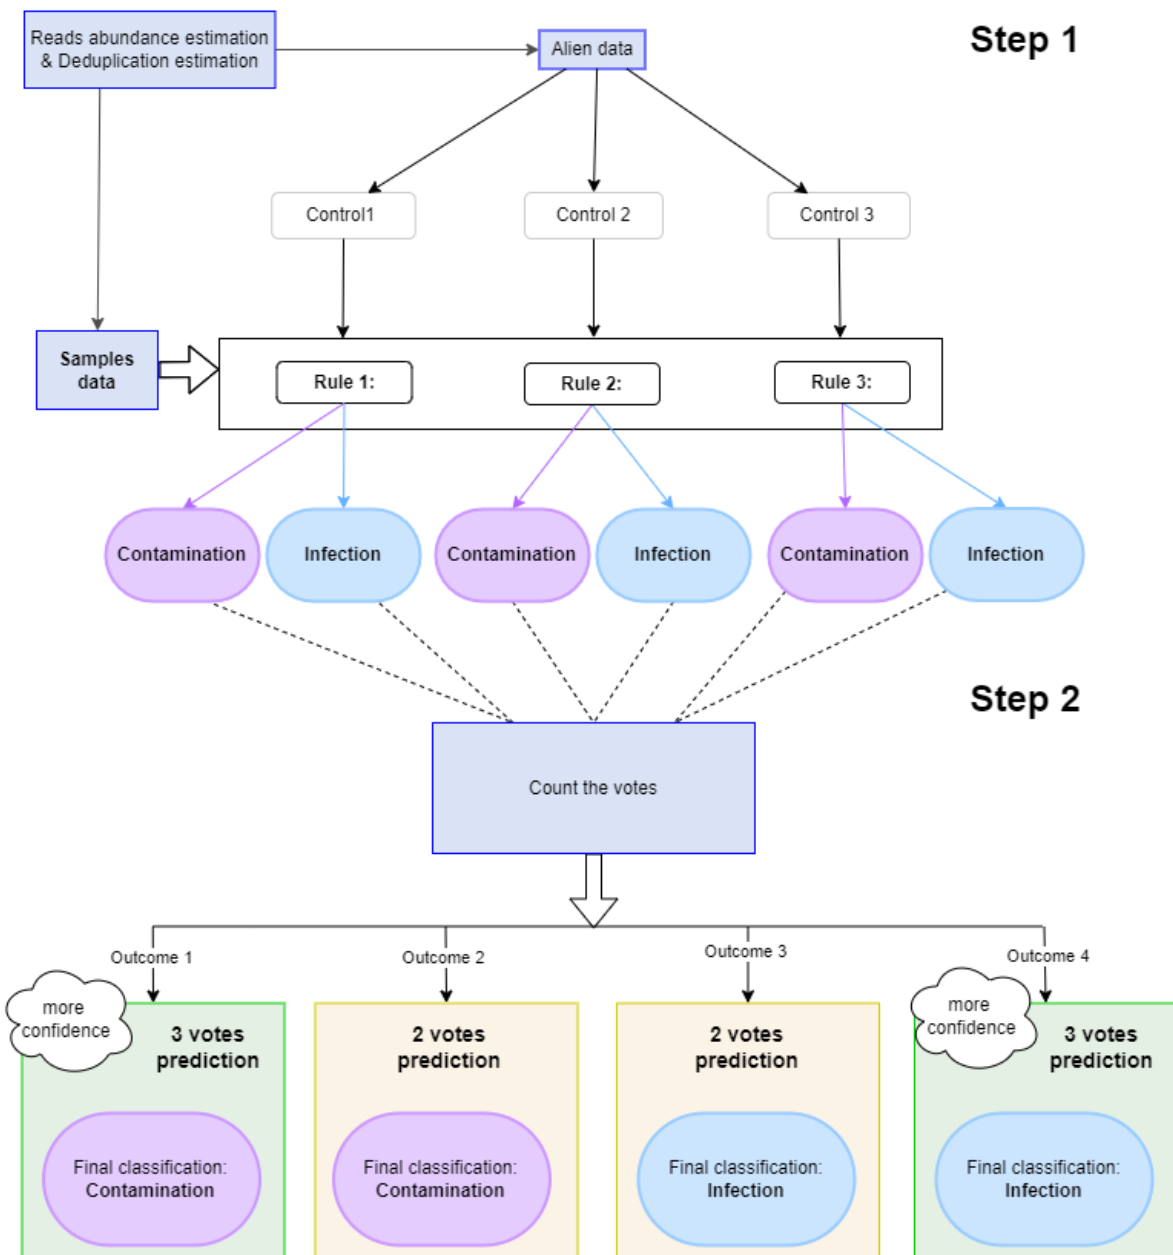 Reads abundance estimation
& Deduplication estimation
Alien data
Step 1
Control1
Control 2
Control 3
Samples
data
Rule 1:
Rule 2:
Rule 3:
Contamination
Infection
Contamination
Infection
Contamination
Infection
Step 2
Count the votes
Outcome 1
Outcome 2
Outcome 3
Outcome 4
more
confidence
3 votes
prediction
2 votes
prediction
2 votes
prediction
more
confidence
3 votes
prediction
Final classification:
Contamination
Final classification:
Contamination
Final classification:
Infection
Final classification:
Infection